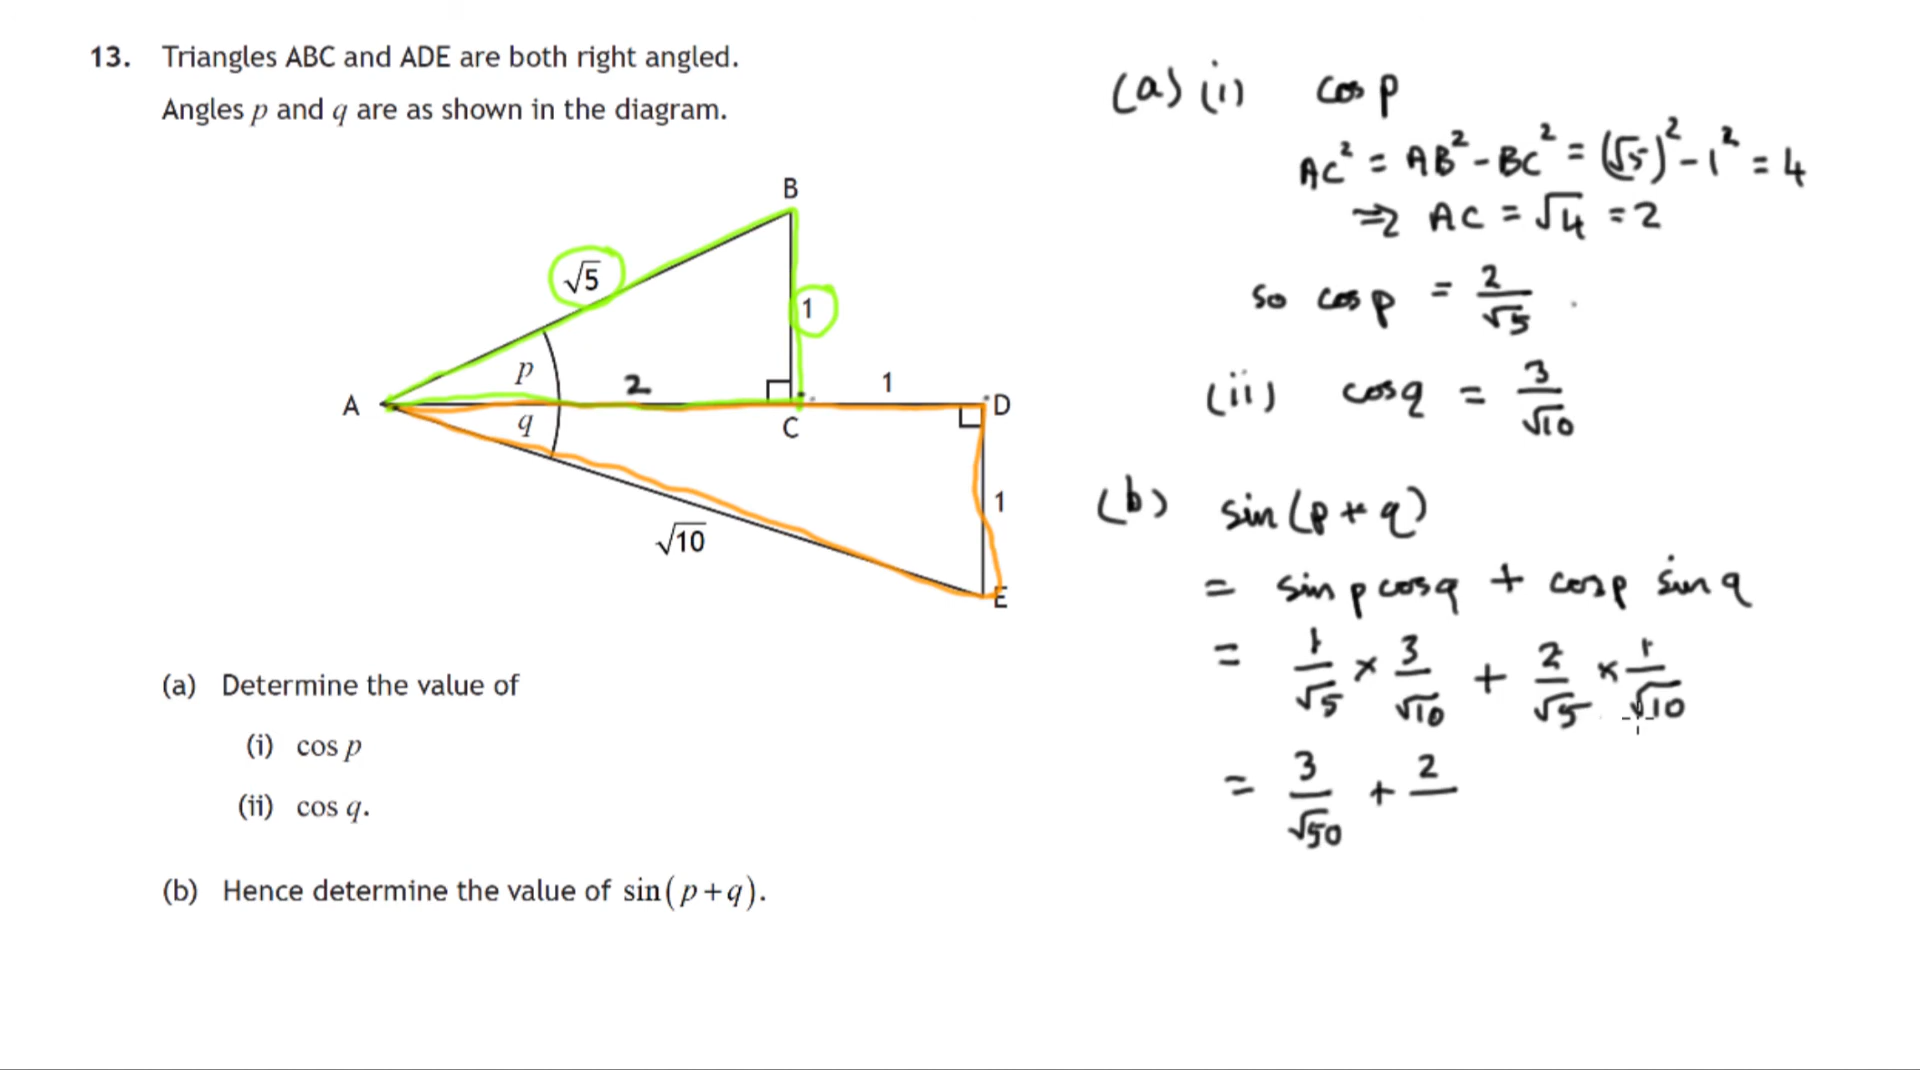 13. Triangles ABC and ADE are both right angled.
Angles p and q are as shown in the diagram.
B
√5
1
p
2
1
A
D
q
C
1
√10
E
(a) Determine the value of
(i) cos p
(ii) cos q.
(b) Hence determine the value of sin(p+q).
(a) (i) cos p
AC² = AB² - BC² = (√5)² - 1² = 4
⇒ AC = √4 = 2
so cos p = 2/√5 .
(ii) cos q = 3/√10
(b) sin(p + q)
= sin p cos q + cos p sin q
= 1/√5 × 3/√10 + 2/√5 × 1/√10
= 3/√50 + 2/